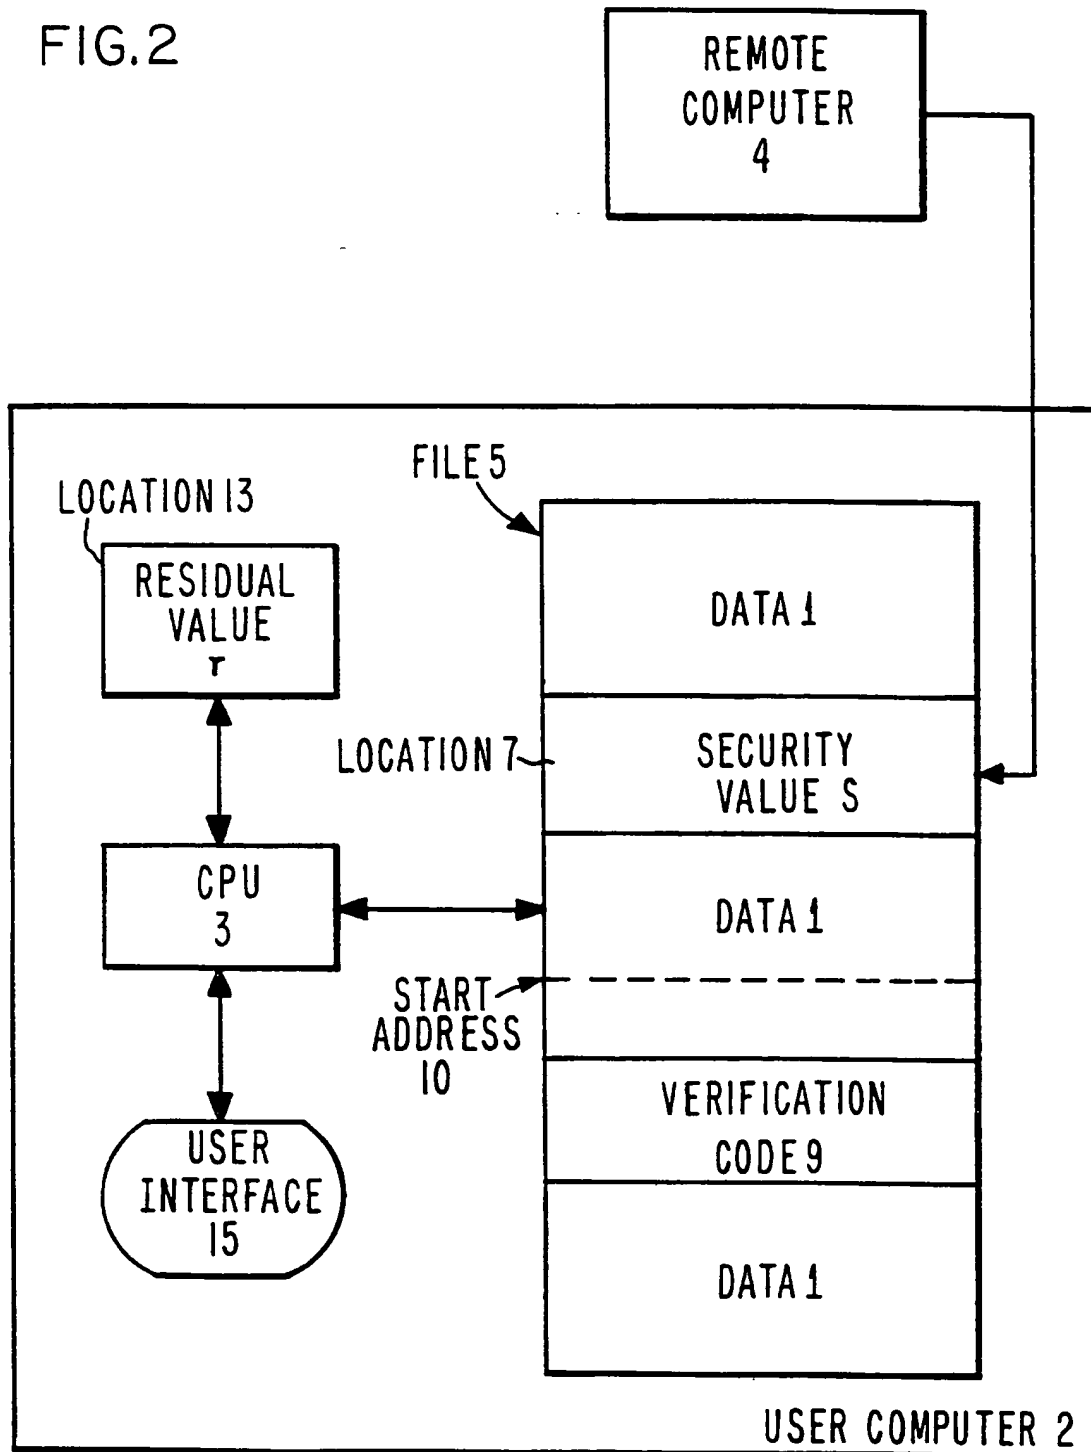 FIG.2
REMOTE
COMPUTER
4
FILE 5
LOCATION 13
RESIDUAL
VALUE
r
DATA 1
LOCATION 7
SECURITY
VALUE S
CPU
3
DATA 1
START
ADDRESS
10
VERIFICATION
CODE 9
USER
INTERFACE
15
DATA 1
USER COMPUTER 2